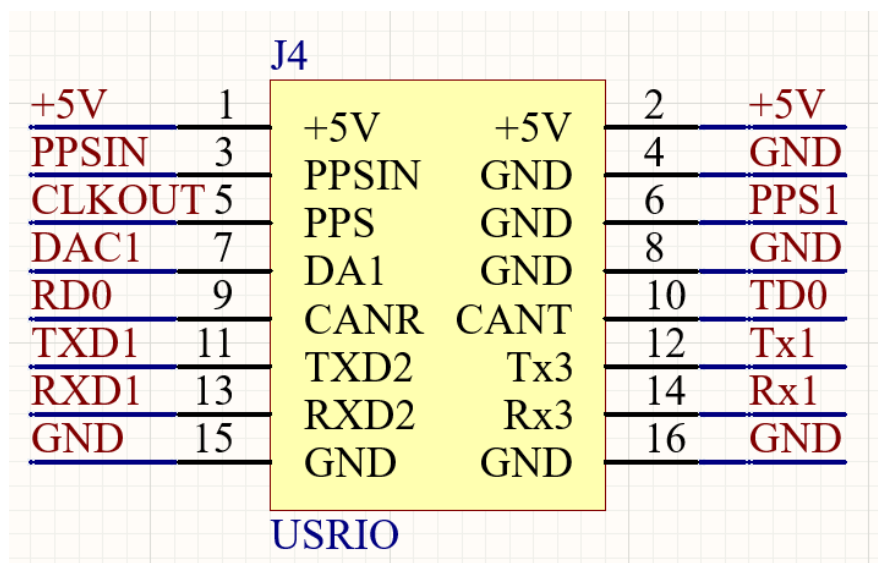 J4
+5V 1 +5V +5V 2 +5V
PPSIN 3 PPSIN GND 4 GND
CLKOUT 5 PPS GND 6 PPS1
DAC1 7 DA1 GND 8 GND
RD0 9 CANR CANT 10 TD0
TXD1 11 TXD2 Tx3 12 Tx1
RXD1 13 RXD2 Rx3 14 Rx1
GND 15 GND GND 16 GND
USRIO